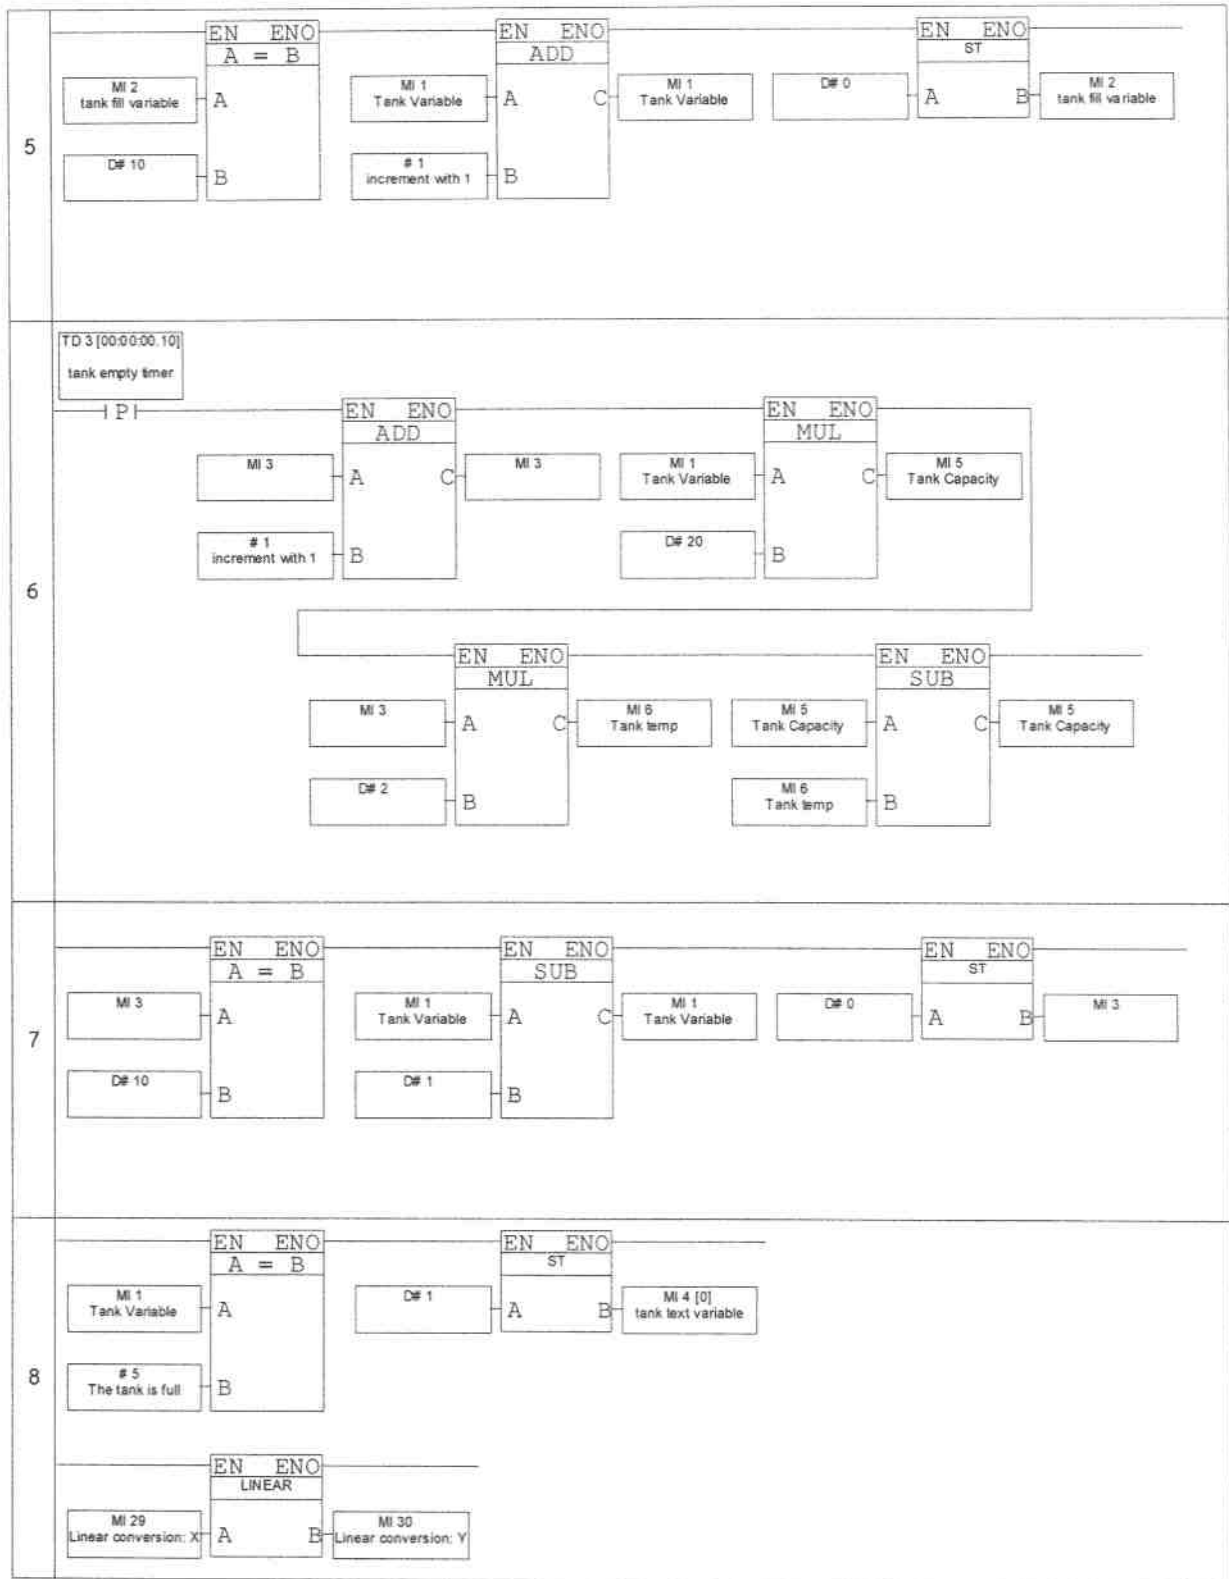 5
EN ENO
A = B
MI 2
tank fill variable
A
D# 10
B
EN ENO
ADD
MI 1
Tank Variable
A
C
MI 1
Tank Variable
# 1
increment with 1
B
EN ENO
ST
D# 0
A
B
MI 2
tank fill variable
6
TD 3 [00:00:00.10]
tank empty timer
P
EN ENO
ADD
MI 3
A
C
MI 3
# 1
increment with 1
B
EN ENO
MUL
MI 1
Tank Variable
A
C
MI 5
Tank Capacity
D# 20
B
EN ENO
MUL
MI 3
A
C
MI 6
Tank temp
D# 2
B
EN ENO
SUB
MI 5
Tank Capacity
A
C
MI 5
Tank Capacity
MI 6
Tank temp
B
7
EN ENO
A = B
MI 3
A
D# 10
B
EN ENO
SUB
MI 1
Tank Variable
A
C
MI 1
Tank Variable
D# 1
B
EN ENO
ST
D# 0
A
B
MI 3
8
EN ENO
A = B
MI 1
Tank Variable
A
# 5
The tank is full
B
EN ENO
ST
D# 1
A
B
MI 4 [0]
tank text variable
EN ENO
LINEAR
MI 29
Linear conversion: X
A
B
MI 30
Linear conversion: Y